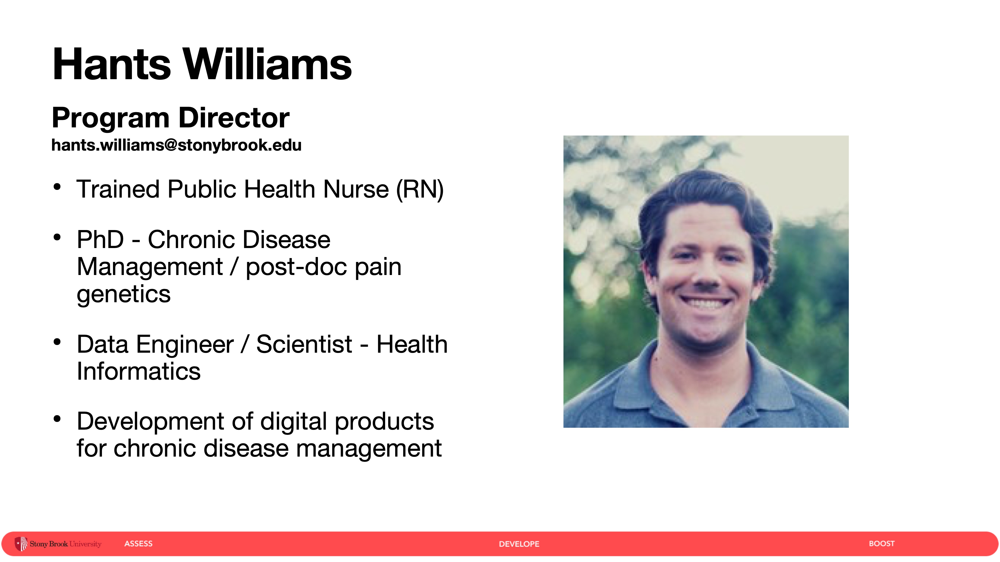 Hants Williams
Program Director
hants.williams@stonybrook.edu
• Trained Public Health Nurse (RN)
• PhD - Chronic Disease
Management / post-doc pain
genetics
• Data Engineer / Scientist - Health
Informatics
• Development of digital products
for chronic disease management
Stony Brook University
ASSESS
DEVELOPE
BOOST